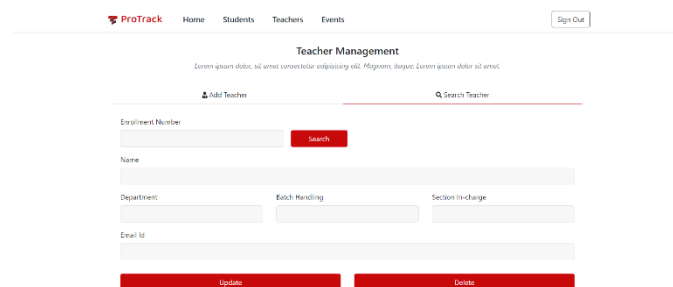 ProTrack Home Students Teachers Events Sign Out
Teacher Management
Lorem ipsum dolor, sit amet consectetur adipisicing elit. Magnam, itaque. Lorem ipsum dolor sit amet.
Add Teacher Search Teacher
Enrollment Number
Search
Name
Department Batch Handling Section In-charge
Email Id
Update Delete